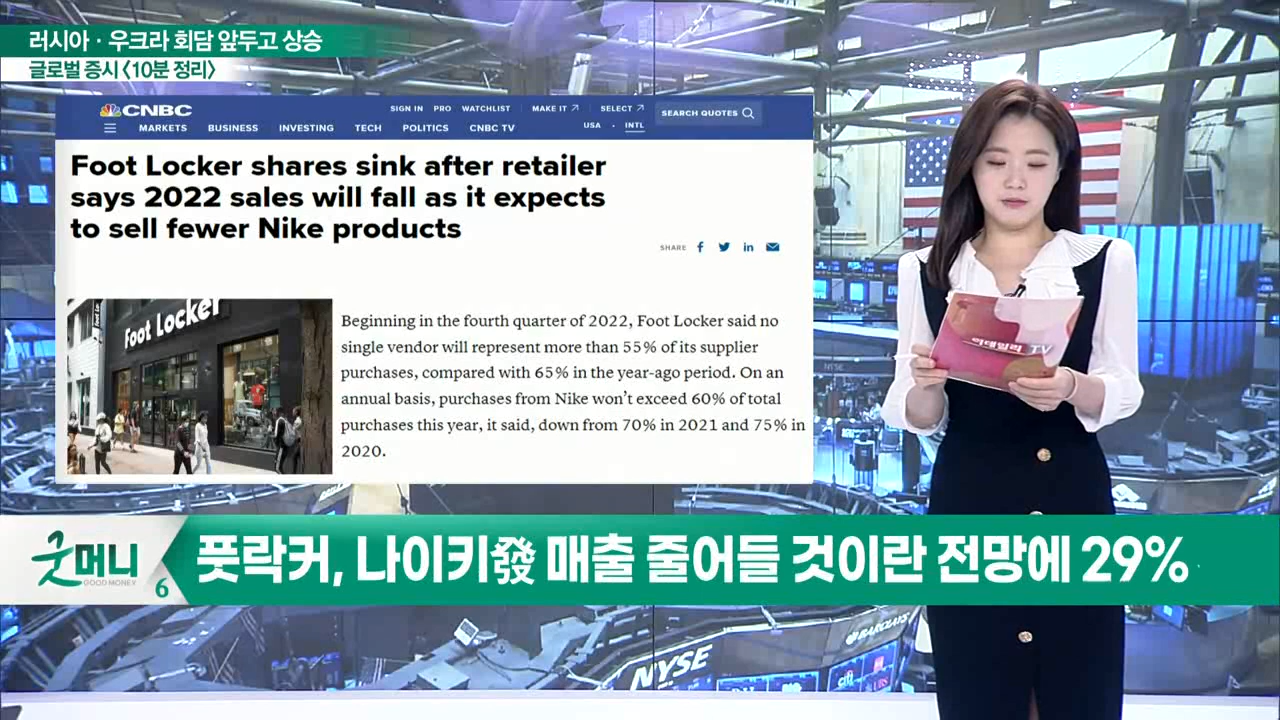 러시아·우크라 회담 앞두고 상승
글로벌 증시 <10분 정리>
CNBC
SIGN IN PRO WATCHLIST MAKE IT SELECT
SEARCH QUOTES
MARKETS BUSINESS INVESTING TECH POLITICS CNBC TV
USA · INTL
Foot Locker shares sink after retailer
says 2022 sales will fall as it expects
to sell fewer Nike products
SHARE
Foot Locker
Beginning in the fourth quarter of 2022, Foot Locker said no
single vendor will represent more than 55% of its supplier
purchases, compared with 65% in the year-ago period. On an
annual basis, purchases from Nike won't exceed 60% of total
purchases this year, it said, down from 70% in 2021 and 75% in
2020.
이데일리 TV
NYSE
굿머니
GOOD MONEY
6
풋락커, 나이키發 매출 줄어들 것이란 전망에 29%
BARCLAYS
NYSE
citi
UBS